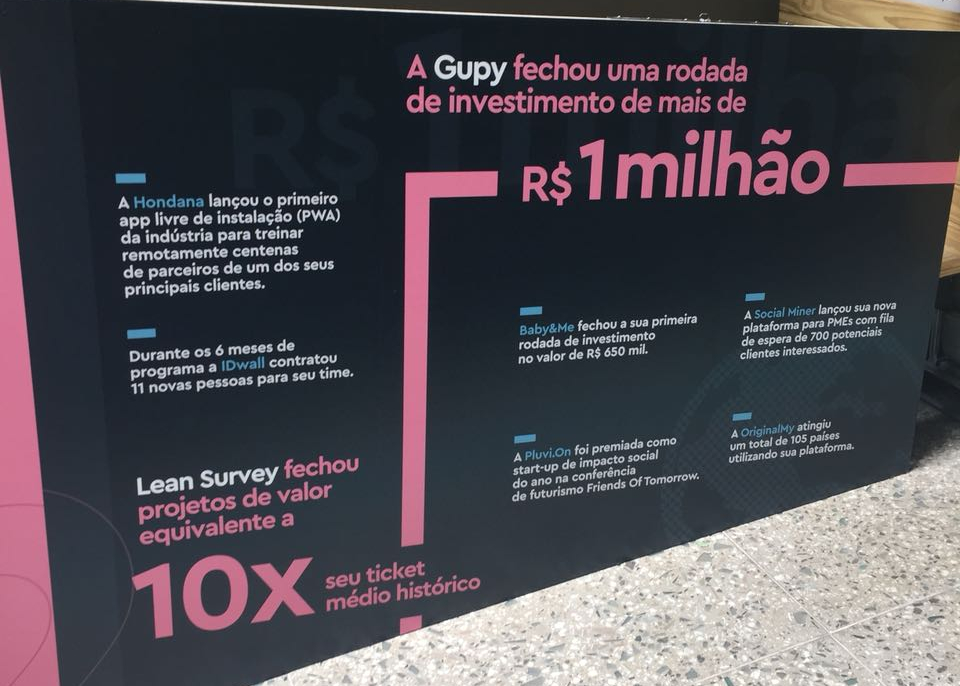 A Gupy fechou uma rodada
de investimento de mais de
R$ 1 milhão
A Hondana lançou o primeiro
app livre de instalação (PWA)
da indústria para treinar
remotamente centenas
de parceiros de um dos seus
principais clientes.
Durante os 6 meses de
programa a IDwall contratou
11 novas pessoas para seu time.
Lean Survey fechou
projetos de valor
equivalente a
10x
seu ticket
médio histórico
Baby&Me fechou a sua primeira
rodada de investimento
no valor de R$ 650 mil.
A Social Miner lançou sua nova
plataforma para PMEs com fila
de espera de 700 potenciais
clientes interessados.
A Pluvi.On foi premiada como
start-up de impacto social
do ano na conferência
de futurismo Friends Of Tomorrow.
A OriginalMy atingiu
um total de 105 países
utilizando sua plataforma.
R$ 1 milhão